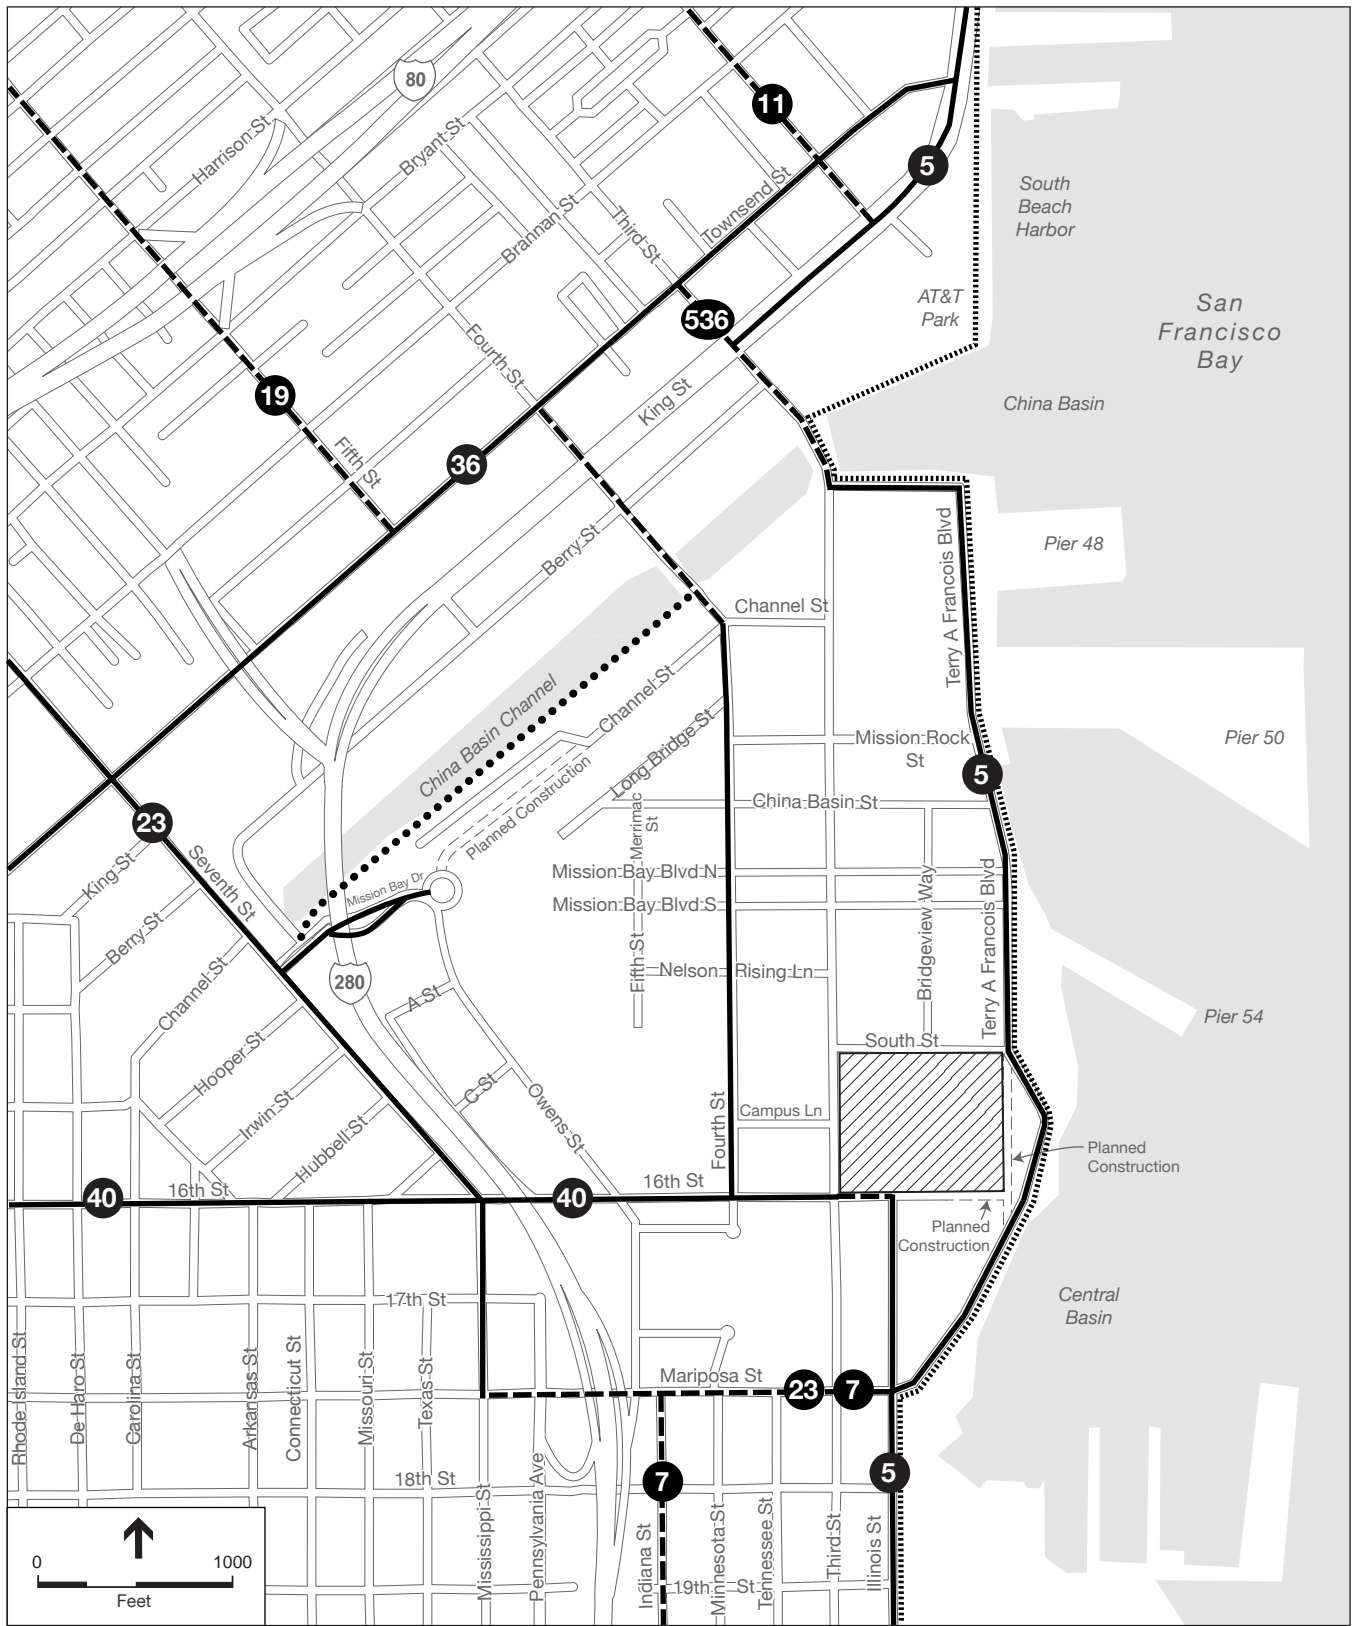 80
11
Harrison St
Bryant St
5
South
Beach
Harbor
Townsend St
Third St
Brannan St
AT&T
Park
San
Francisco
Bay
536
19
Fourth St
King St
China Basin
Fifth St
36
Berry St
Terry A Francois Blvd
Pier 48
Channel St
China Basin Channel
Channel St
Long Bridge St
Mission Rock
St
Pier 50
5
Planned Construction
China Basin St
23
Merrimac
St
King St
Seventh St
Mission Bay Dr
Mission Bay Blvd N
Mission Bay Blvd S
Bridgeview Way
Terry A Francois Blvd
Berry St
Fifth St
Nelson Rising Ln
Channel St
280
A St
Pier 54
South St
Hooper St
C St
Owens St
Irwin St
Hubbell St
Fourth St
Campus Ln
Planned
Construction
40
16th St
40
16th St
Planned
Construction
17th St
Central
Basin
Rhode Island St
De Haro St
Carorina St
Arkansas St
Connecticut St
Missouri St
Texas St
Mariposa St
23
7
18th St
7
5
Mississippi St
Pennsylvania Ave
Indiana St
Minnesota St
Tennessee St
Third St
Illinois St
19th St
0
1000
Feet